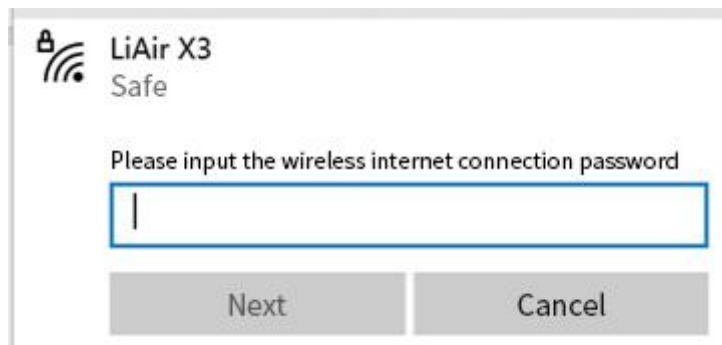 LiAir X3
Safe
Please input the wireless internet connection password
Next Cancel